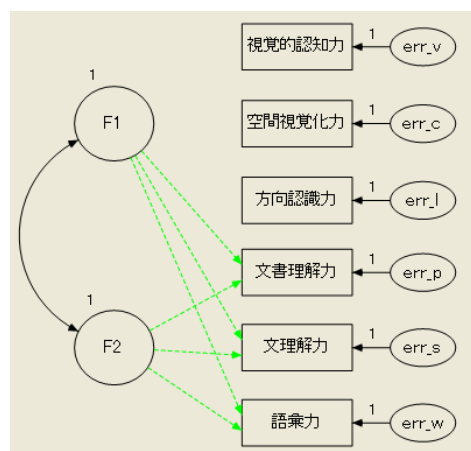 視覚的認知力
1
err_v
1
F1
空間視覚化力
1
err_c
方向認識力
1
err_l
文書理解力
1
err_p
1
F2
文理解力
1
err_s
語彙力
1
err_w